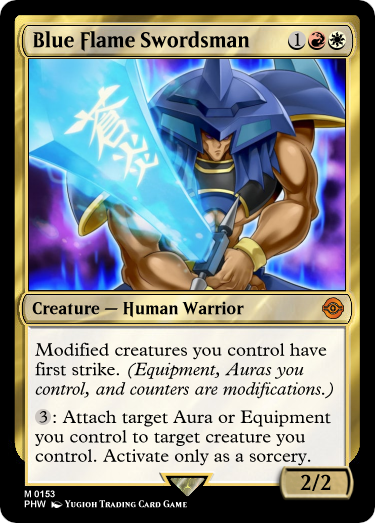 Blue Flame Swordsman
1
蒼炎
Creature — Human Warrior
Modified creatures you control have
first strike. (Equipment, Auras you
control, and counters are modifications.)
3: Attach target Aura or Equipment
you control to target creature you
control. Activate only as a sorcery.
2/2
M 0153
PHW Yugioh Trading Card Game